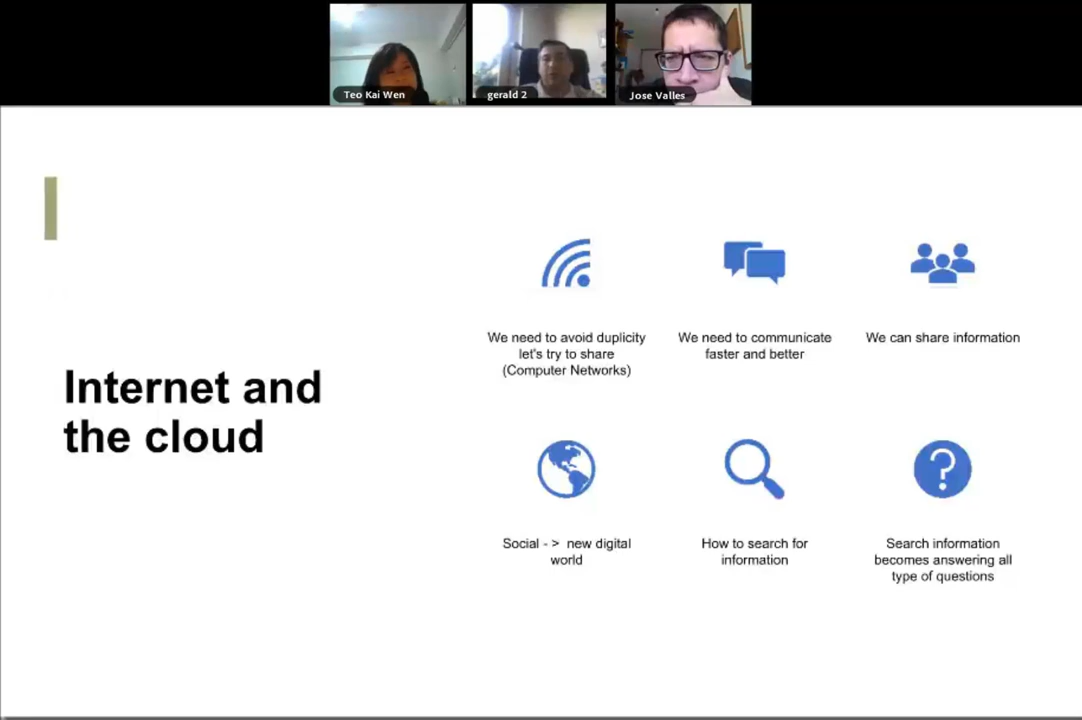 Teo Kai Wen
gerald 2
Jose Valles
Internet and
the cloud
We need to avoid duplicity
let's try to share
(Computer Networks)
We need to communicate
faster and better
We can share information
Social - > new digital
world
How to search for
information
Search information
becomes answering all
type of questions